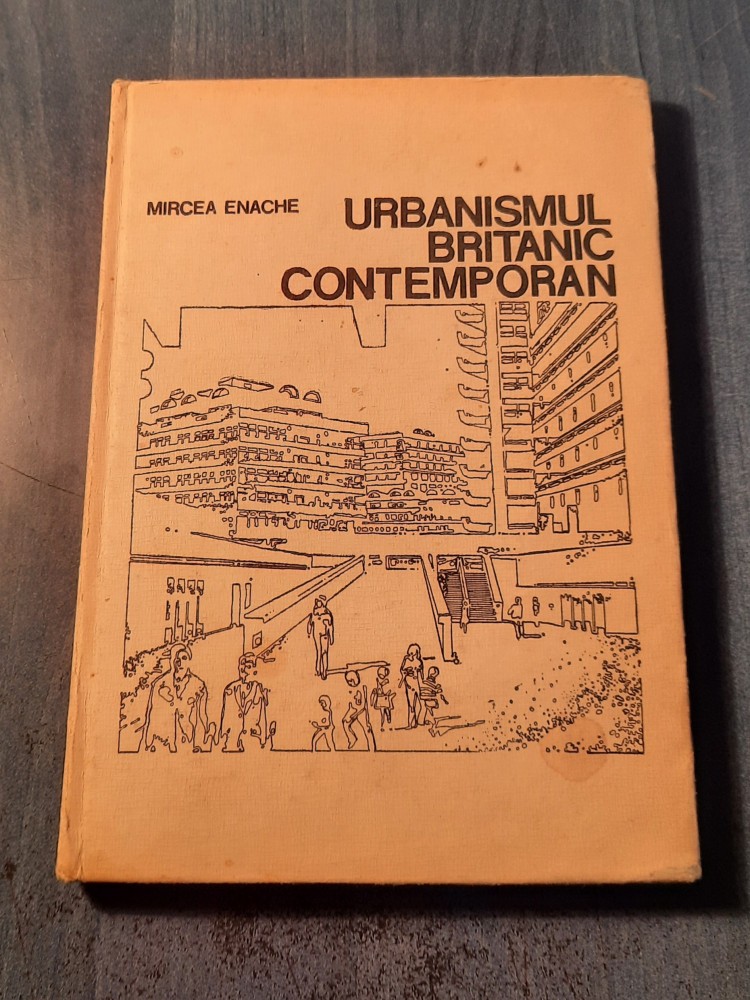 MIRCEA ENACHE
URBANISMUL
BRITANIC
CONTEMPORAN